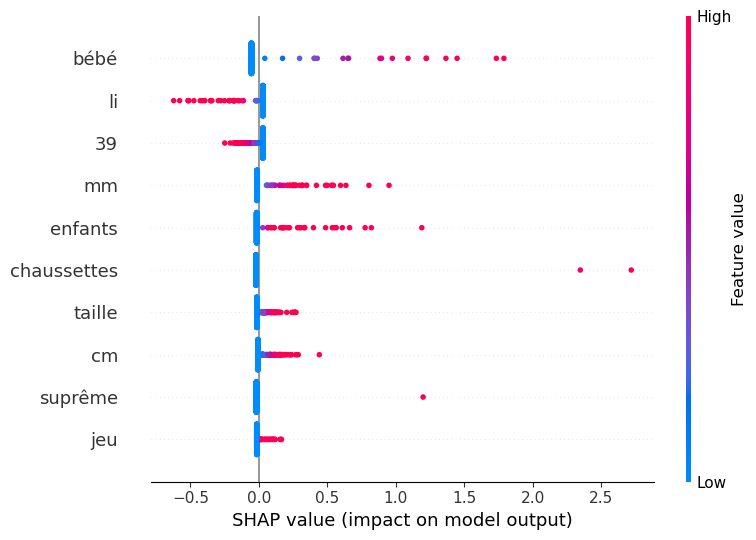 High
bébé
li
39
mm
enfants
chaussettes
taille
cm
suprême
jeu
Low
Feature value
−0.5 0.0 0.5 1.0 1.5 2.0 2.5
SHAP value (impact on model output)